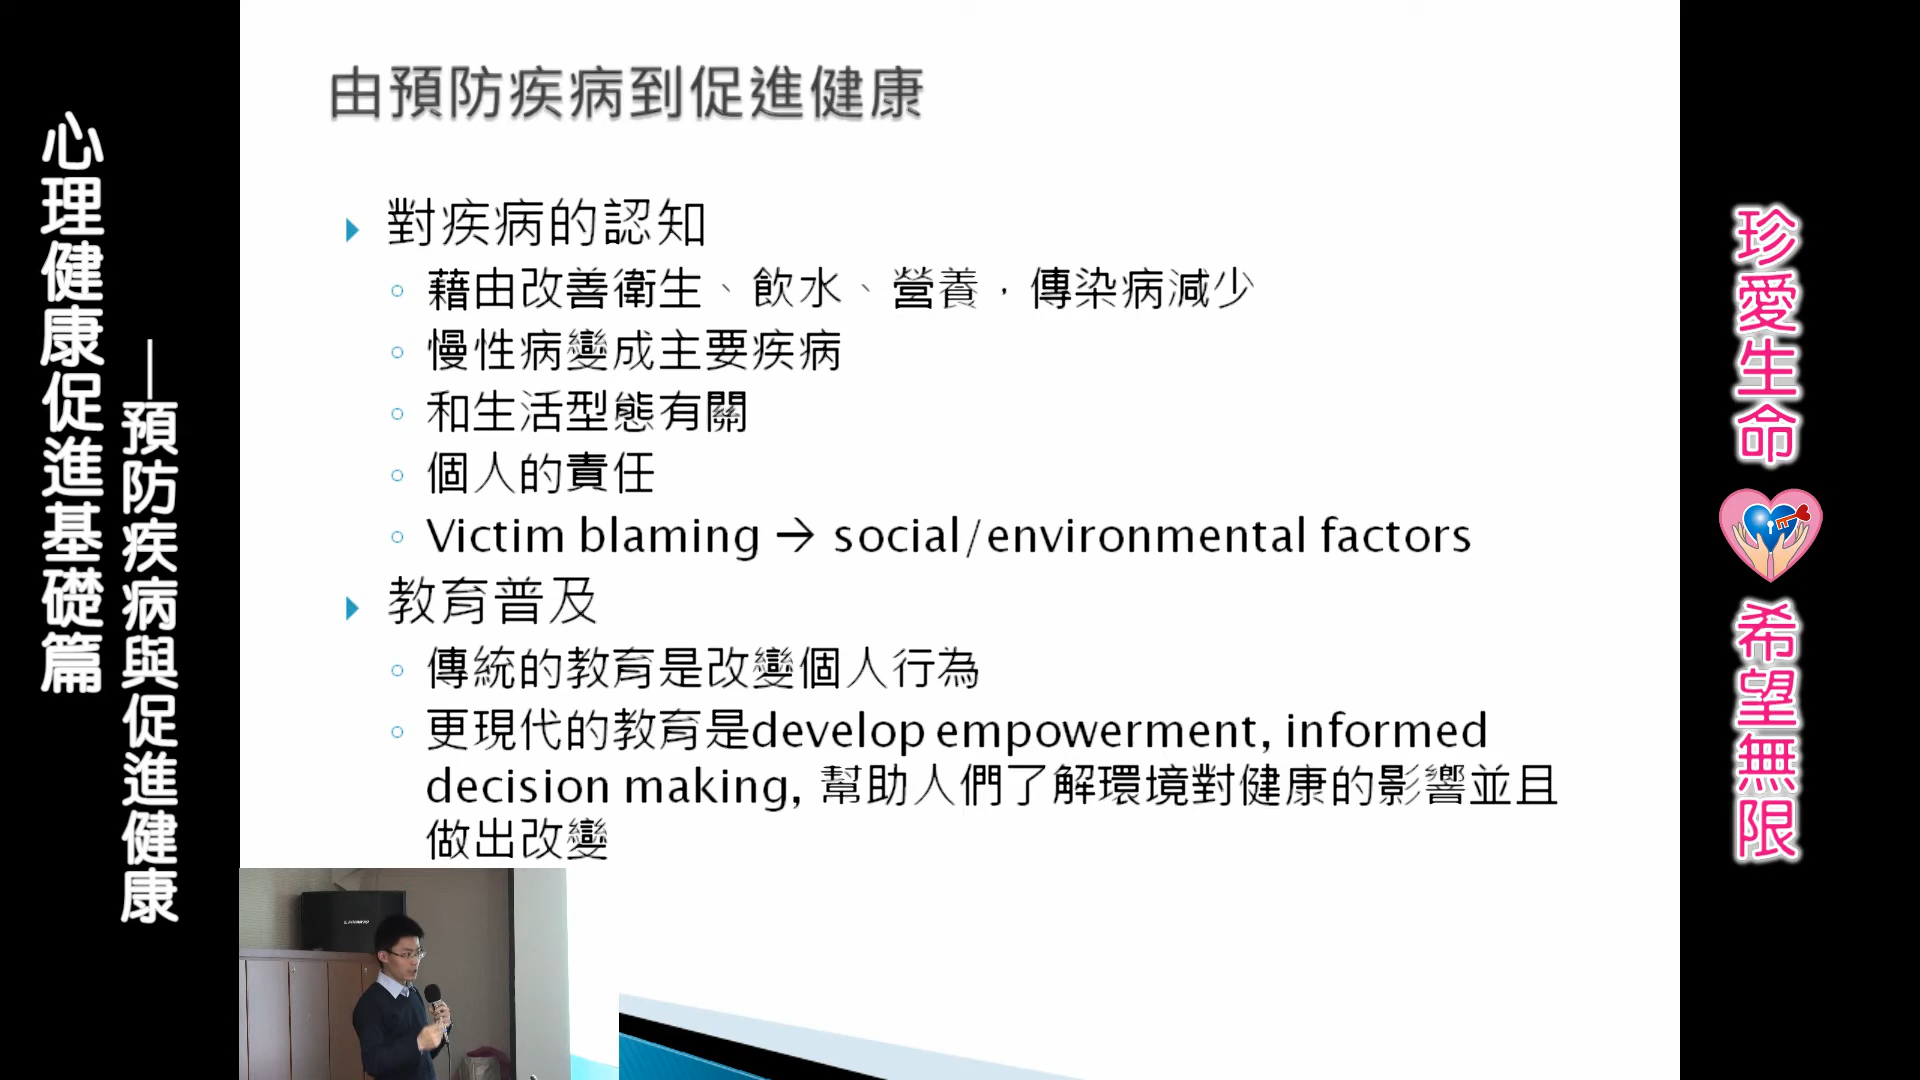 心理健康促進基礎篇
—預防疾病與促進健康
由預防疾病到促進健康
對疾病的認知
藉由改善衛生、飲水、營養，傳染病減少
慢性病變成主要疾病
和生活型態有關
個人的責任
Victim blaming → social/environmental factors
教育普及
傳統的教育是改變個人行為
更現代的教育是develop empowerment, informed
decision making, 幫助人們了解環境對健康的影響並且
做出改變
珍愛生命
希望無限